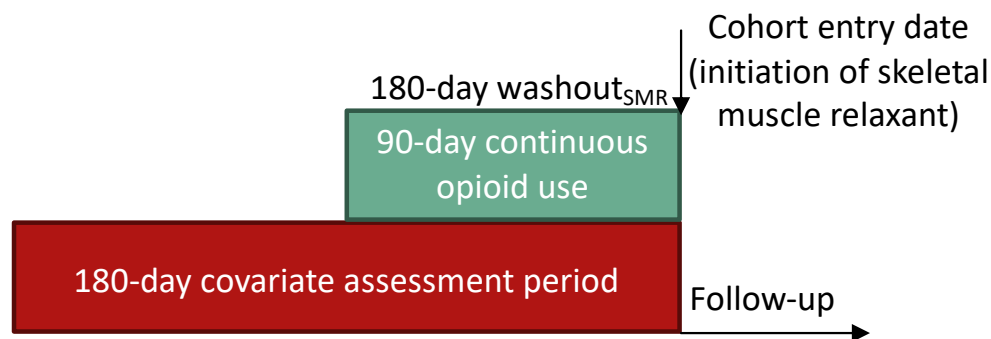 Cohort entry date
(initiation of skeletal
muscle relaxant)
180-day washoutSMR
90-day continuous
opioid use
180-day covariate assessment period
Follow-up